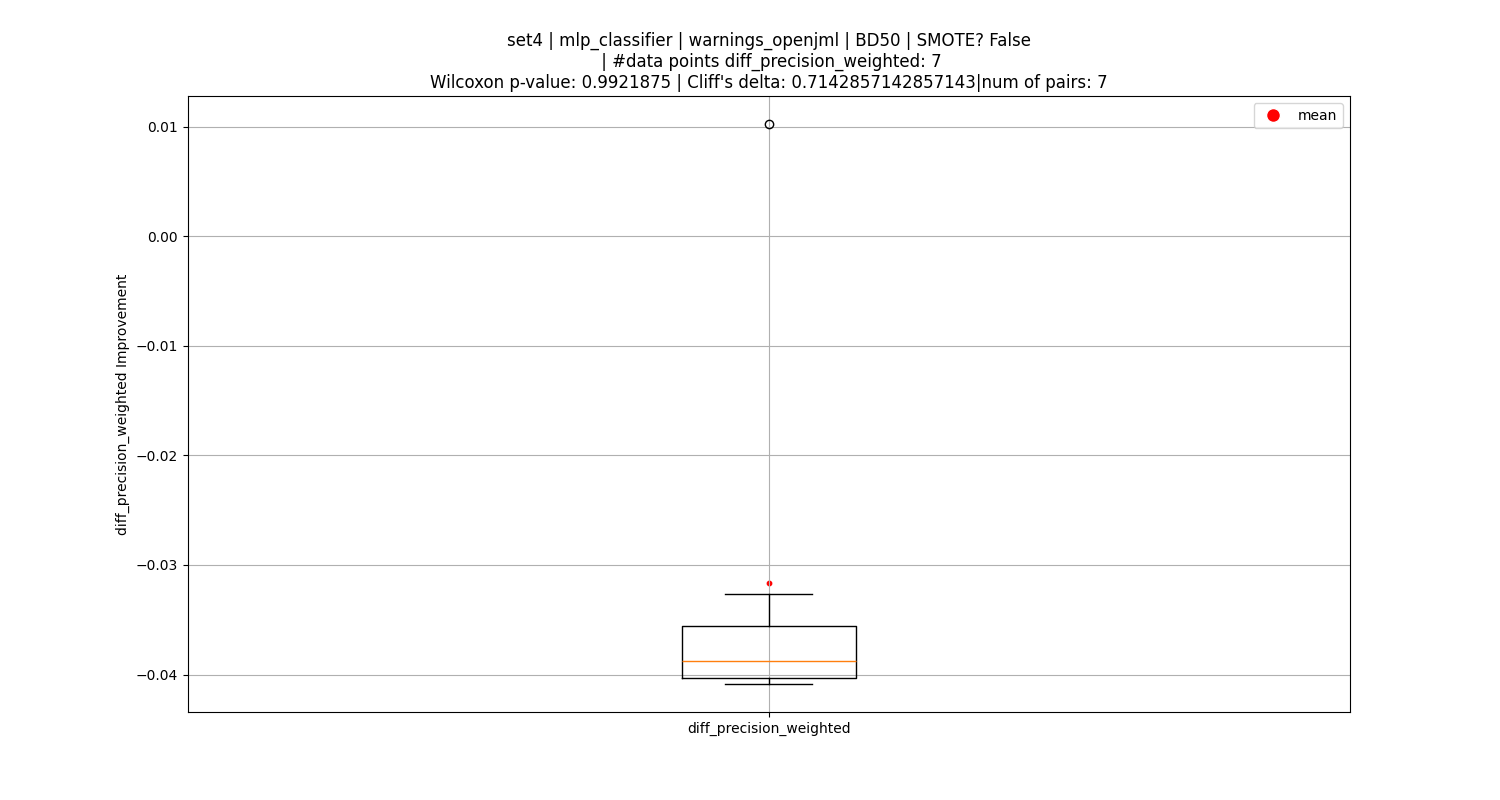 set4 | mlp_classifier | warnings_openjml | BD50 | SMOTE? False
| #data points diff_precision_weighted: 7
Wilcoxon p-value: 0.9921875 | Cliff's delta: 0.7142857142857143|num of pairs: 7
mean
0.01
0.00
−0.01
−0.02
−0.03
−0.04
diff_precision_weighted Improvement
diff_precision_weighted